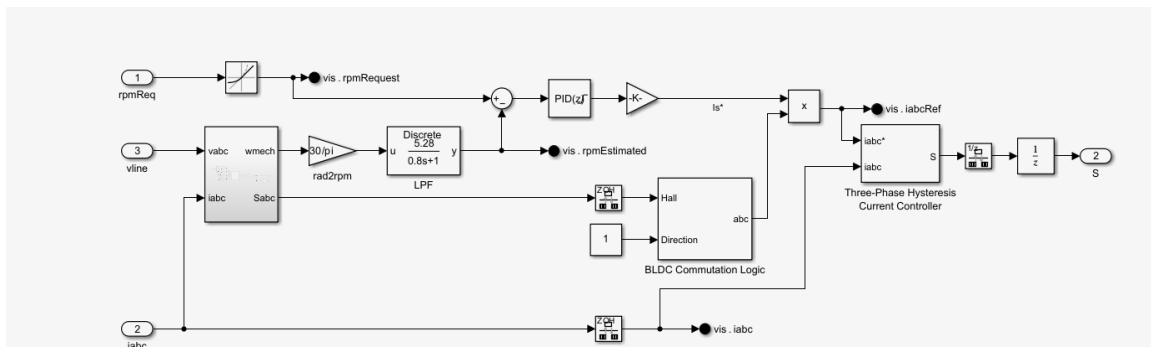 1
rpmReq
vis . rpmRequest
+
-
PID(z)
-K-
Is*
x
vis . iabcRef
3
vline
vabc
wmech
iabc
Sabc
30/pi
rad2rpm
Discrete
u
5.28
0.8s+1
y
LPF
vis . rpmEstimated
iabc*
iabc
S
Three-Phase Hysteresis
Current Controller
1/z
1
z
2
S
ZOH
Hall
abc
1
Direction
BLDC Commutation Logic
2
iabc
ZOH
vis . iabc